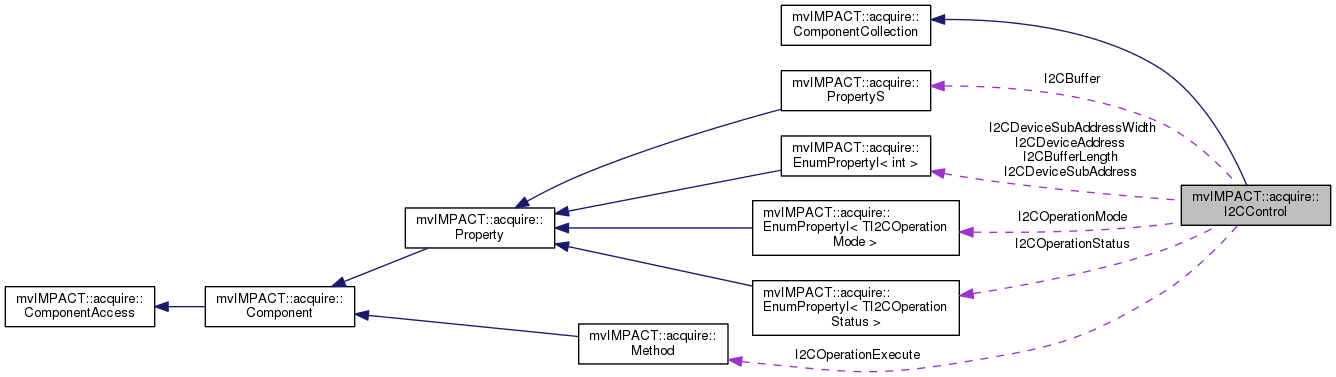 mvIMPACT::acquire::
ComponentCollection
mvIMPACT::acquire::
PropertyS
I2CBuffer
mvIMPACT::acquire::
EnumPropertyI< int >
I2CDeviceSubAddressWidth
I2CDeviceAddress
I2CBufferLength
I2CDeviceSubAddress
mvIMPACT::acquire::
I2CControl
mvIMPACT::acquire::
Property
mvIMPACT::acquire::
EnumPropertyI< TI2COperation
Mode >
I2COperationMode
I2COperationStatus
mvIMPACT::acquire::
ComponentAccess
mvIMPACT::acquire::
Component
mvIMPACT::acquire::
EnumPropertyI< TI2COperation
Status >
mvIMPACT::acquire::
Method
I2COperationExecute